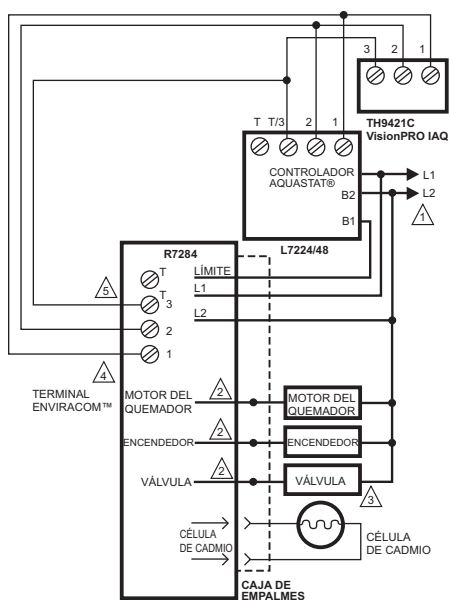 3 2 1
TH9421C
VisionPRO IAQ
T T/3 2 1
CONTROLADOR
AQUASTAT®
L1
B2 L2
1
B1
L7224/48
R7284
T
LÍMITE
T
3
L1
5
L2
2
1
4
TERMINAL
ENVIRACOM™
MOTOR DEL
QUEMADOR
2
MOTOR DEL
QUEMADOR
ENCENDEDOR
2
ENCENDEDOR
VÁLVULA
2
VÁLVULA
3
CÉLULA
DE CADMIO
CÉLULA
DE CADMIO
CAJA DE
EMPALMES